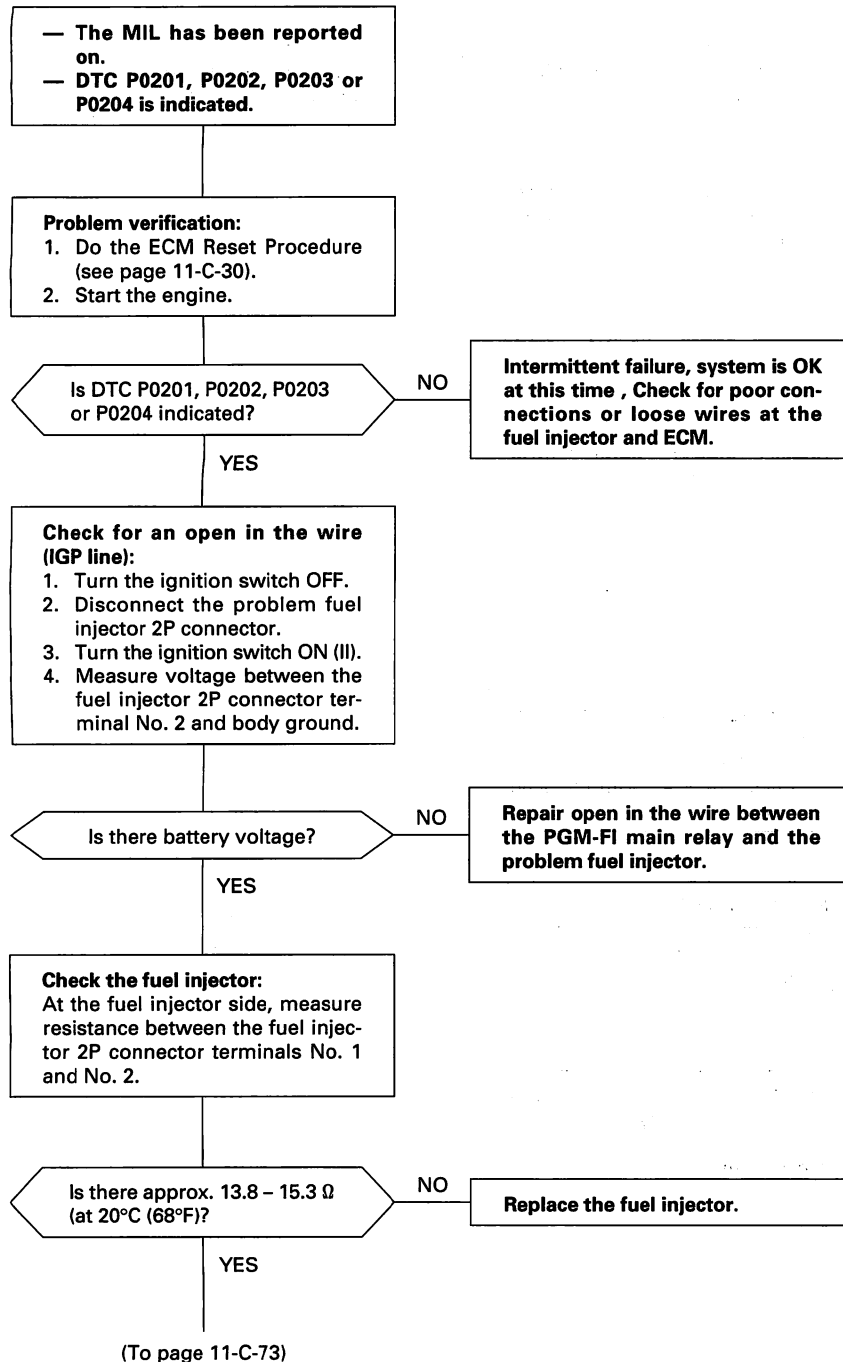 — The MIL has been reported
on.
— DTC P0201, P0202, P0203 or
P0204 is indicated.
Problem verification:
1. Do the ECM Reset Procedure
(see page 11-C-30).
2. Start the engine.
Is DTC P0201, P0202, P0203
or P0204 indicated?
NO
Intermittent failure, system is OK
at this time , Check for poor con-
nections or loose wires at the
fuel injector and ECM.
YES
Check for an open in the wire
(IGP line):
1. Turn the ignition switch OFF.
2. Disconnect the problem fuel
injector 2P connector.
3. Turn the ignition switch ON (II).
4. Measure voltage between the
fuel injector 2P connector ter-
minal No. 2 and body ground.
Is there battery voltage?
NO
Repair open in the wire between
the PGM-FI main relay and the
problem fuel injector.
YES
Check the fuel injector:
At the fuel injector side, measure
resistance between the fuel injec-
tor 2P connector terminals No. 1
and No. 2.
Is there approx. 13.8 – 15.3 Ω
(at 20°C (68°F)?
NO
Replace the fuel injector.
YES
(To page 11-C-73)